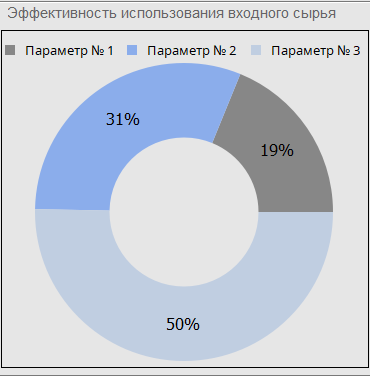 Эффективность использования входного сырья
Параметр № 1 Параметр № 2 Параметр № 3
31%
19%
50%